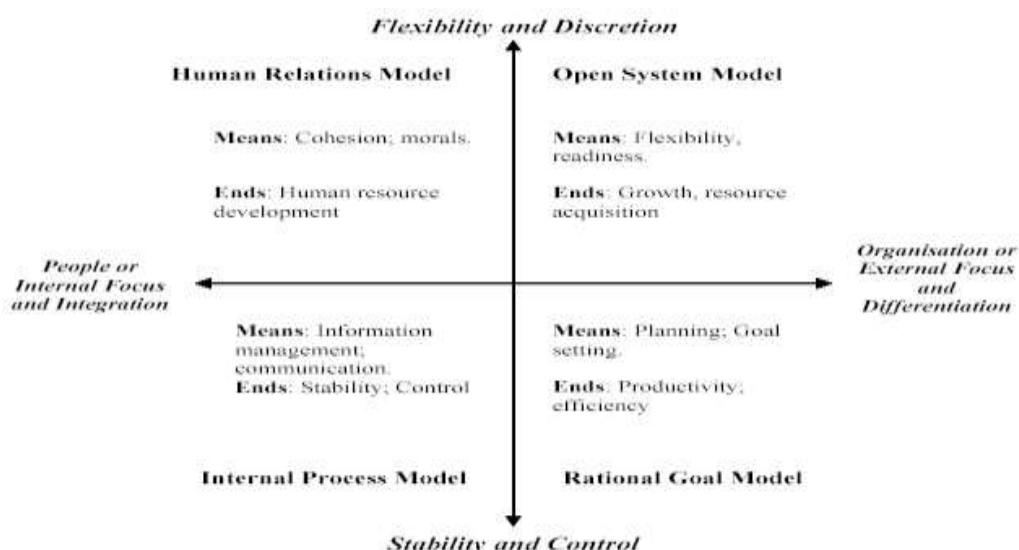 Flexibility and Discretion
Human Relations Model
Open System Model
Means: Cohesion; morals.
Means: Flexibility,
readiness.
Ends: Human resource
development
Ends: Growth, resource
acquisition
People or
Internal Focus
and Integration
Organisation or
External Focus
and
Differentiation
Means: Information
management;
communication.
Ends: Stability; Control
Means: Planning; Goal
setting.
Ends: Productivity;
efficiency
Internal Process Model
Rational Goal Model
Stability and Control